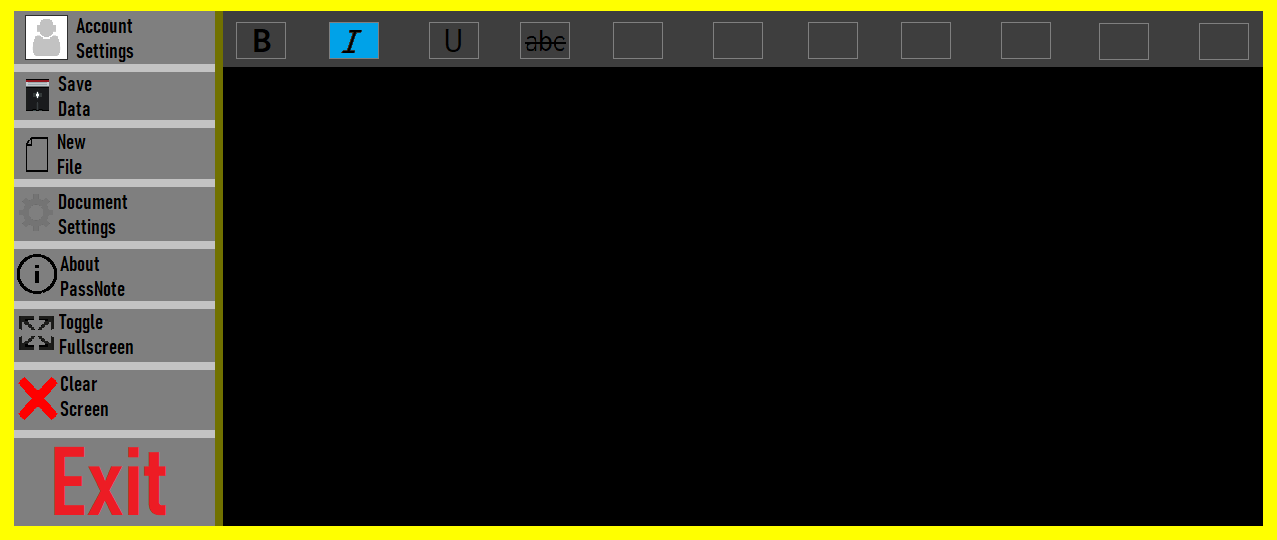 Account
Settings
B I U abc
Save
Data
New
File
Document
Settings
i
About
PassNote
Toggle
Fullscreen
Clear
Screen
Exit